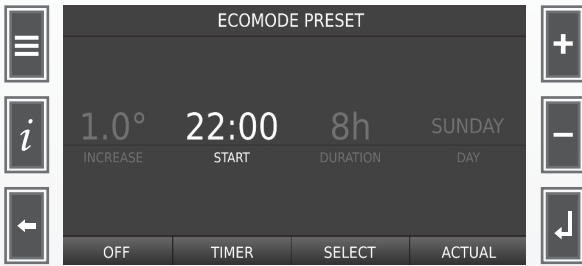 ECOMODE PRESET
i
1.0° 22:00 8h SUNDAY
INCREASE START DURATION DAY
OFF TIMER SELECT ACTUAL